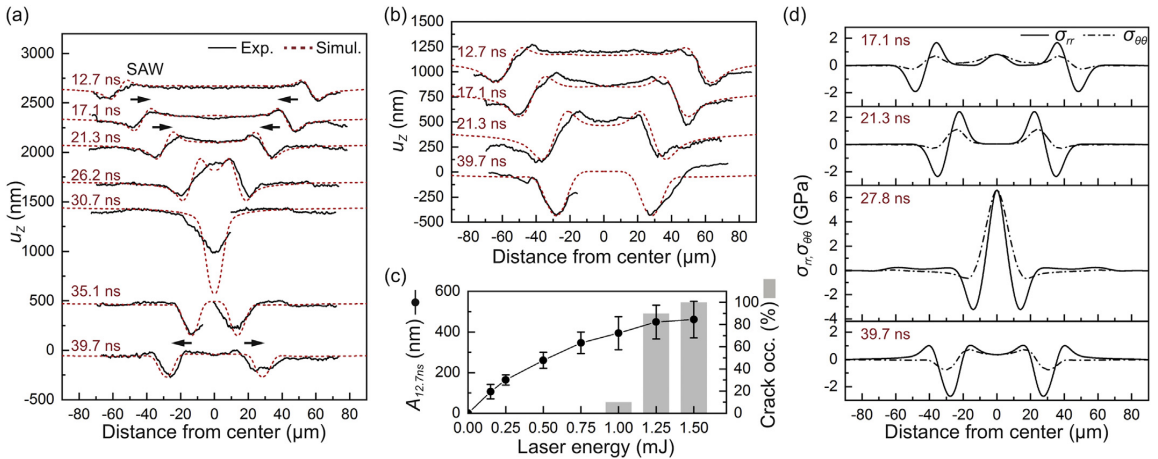 (a)
3000
2500
2000
1500
1000
500
0
-500
u_z (nm)
Exp.
Simul.
SAW
12.7 ns
17.1 ns
21.3 ns
26.2 ns
30.7 ns
35.1 ns
39.7 ns
-80 -60 -40 -20 0 20 40 60 80
Distance from center (μm)
(b)
1500
1250
1000
750
500
250
0
-250
-500
u_z (nm)
12.7 ns
17.1 ns
21.3 ns
39.7 ns
-80 -60 -40 -20 0 20 40 60 80
Distance from center (μm)
(c)
600
400
200
0
A_12.7ns (nm)
100
80
60
40
20
0
Crack occ. (%)
0.00 0.25 0.50 0.75 1.00 1.25 1.50
Laser energy (mJ)
(d)
σ_rr
σ_θθ
17.1 ns
2
0
-2
21.3 ns
2
0
-2
27.8 ns
6
4
2
0
-2
39.7 ns
2
0
-2
σ_rr, σ_θθ (GPa)
-80 -60 -40 -20 0 20 40 60 80
Distance from center (μm)